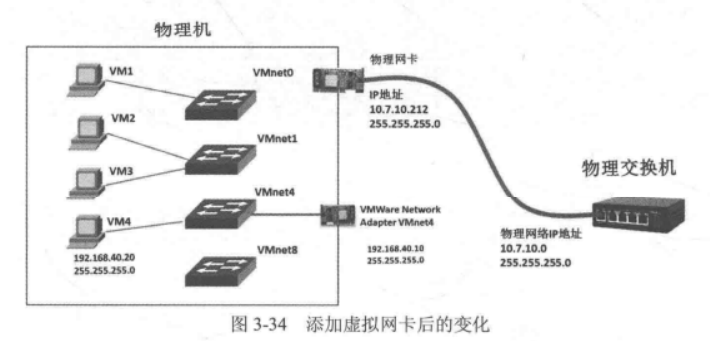 物理机
VM1
VMnet0
物理网卡
IP地址
10.7.10.212
255.255.255.0
VM2
VMnet1
VM3
物理交换机
VMnet4
VM4
VMWare Network
Adapter VMnet4
192.168.40.20
255.255.255.0
VMnet8
192.168.40.10
255.255.255.0
物理网络IP地址
10.7.10.0
255.255.255.0
图 3-34 添加虚拟网卡后的变化